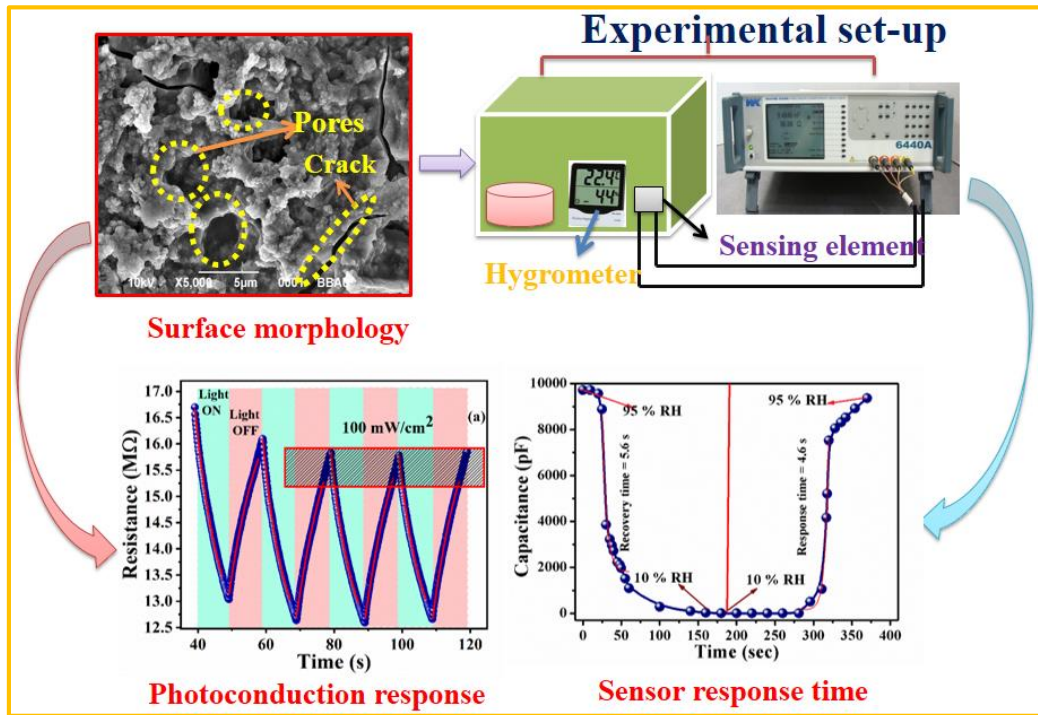 Experimental set-up
Pores
Crack
10kV X5,000 5µm 0001 BBAU
Surface morphology
22.4
44
Hygrometer
Sensing element
6440A
Light
ON
Light
OFF
100 mW/cm²
(a)
Resistance (MΩ)
17.0
16.5
16.0
15.5
15.0
14.5
14.0
13.5
13.0
12.5
40 60 80 100 120
Time (s)
Photoconduction response
Capacitance (pF)
10000
8000
6000
4000
2000
0
95 % RH
95 % RH
Recovery time = 5.6 s
Response time = 4.6 s
10 % RH
10 % RH
0 50 100 150 200 250 300 350 400
Time (sec)
Sensor response time